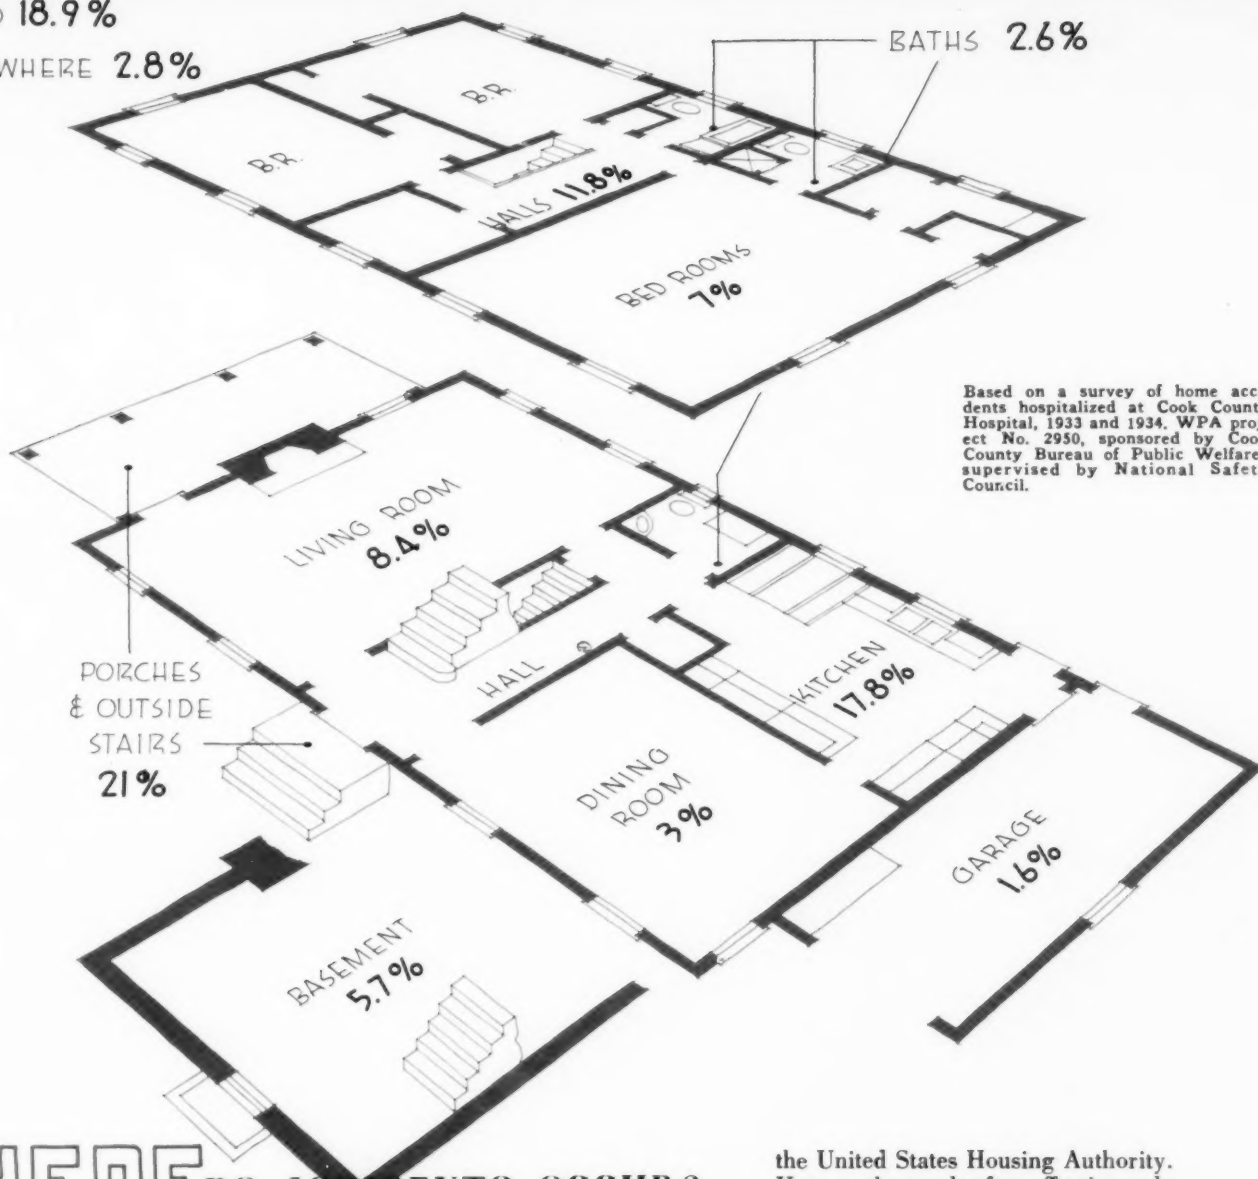 18.9%
WHERE 2.8%
BATHS 2.6%
B.R.
B.R.
HALLS 11.8%
BED ROOMS
7%
Based on a survey of home acci
dents hospitalized at Cook Count
Hospital, 1933 and 1934. WPA proj
ect No. 2950, sponsored by Coo
County Bureau of Public Welfare
supervised by National Safet
Council.
LIVING ROOM
8.4%
HALL
KITCHEN
17.8%
PORCHES
& OUTSIDE
STAIRS
21%
DINING
ROOM
3%
GARAGE
1.6%
BASEMENT
5.7%
the United States Housing Authority.